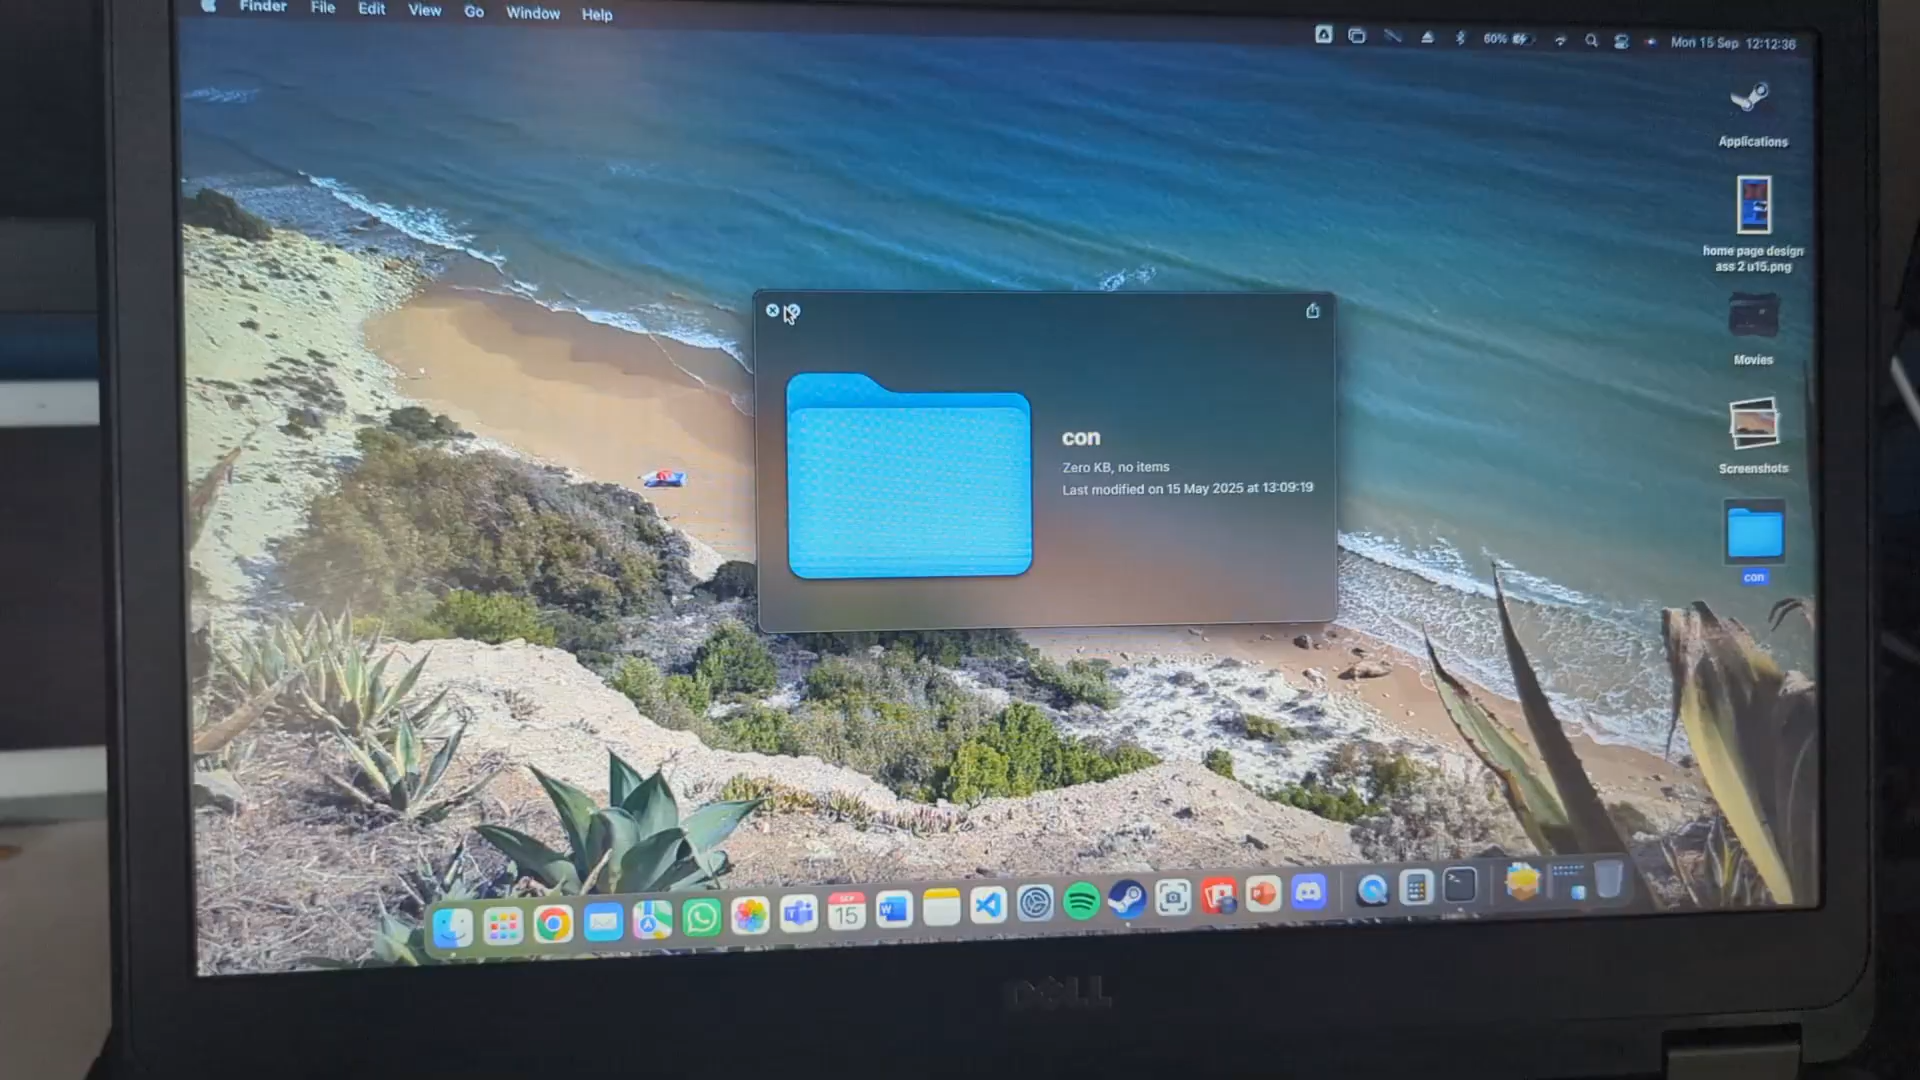 Finder File Edit View Go Window Help
60% Mon 15 Sep 12:12:36
Applications
home page design
ass 2 u15.png
Movies
Screenshots
con
con
Zero KB, no items
Last modified on 15 May 2025 at 13:09:19
SEP
15
DELL